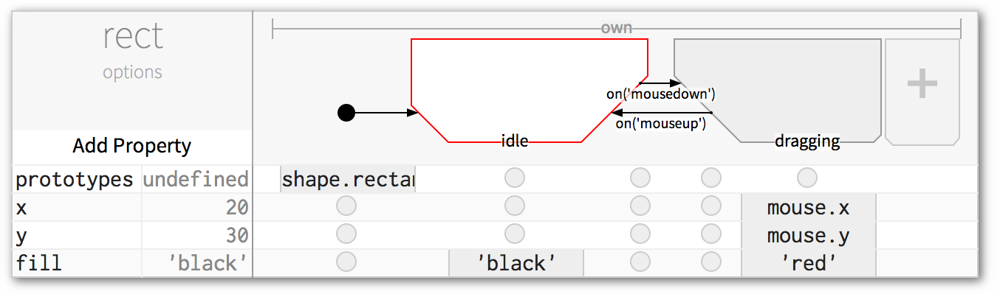 rect
options
own
on('mousedown')
on('mouseup')
idle
dragging
+
Add Property
prototypes undefined shape.rectan
x 20 mouse.x
y 30 mouse.y
fill 'black' 'black' 'red'